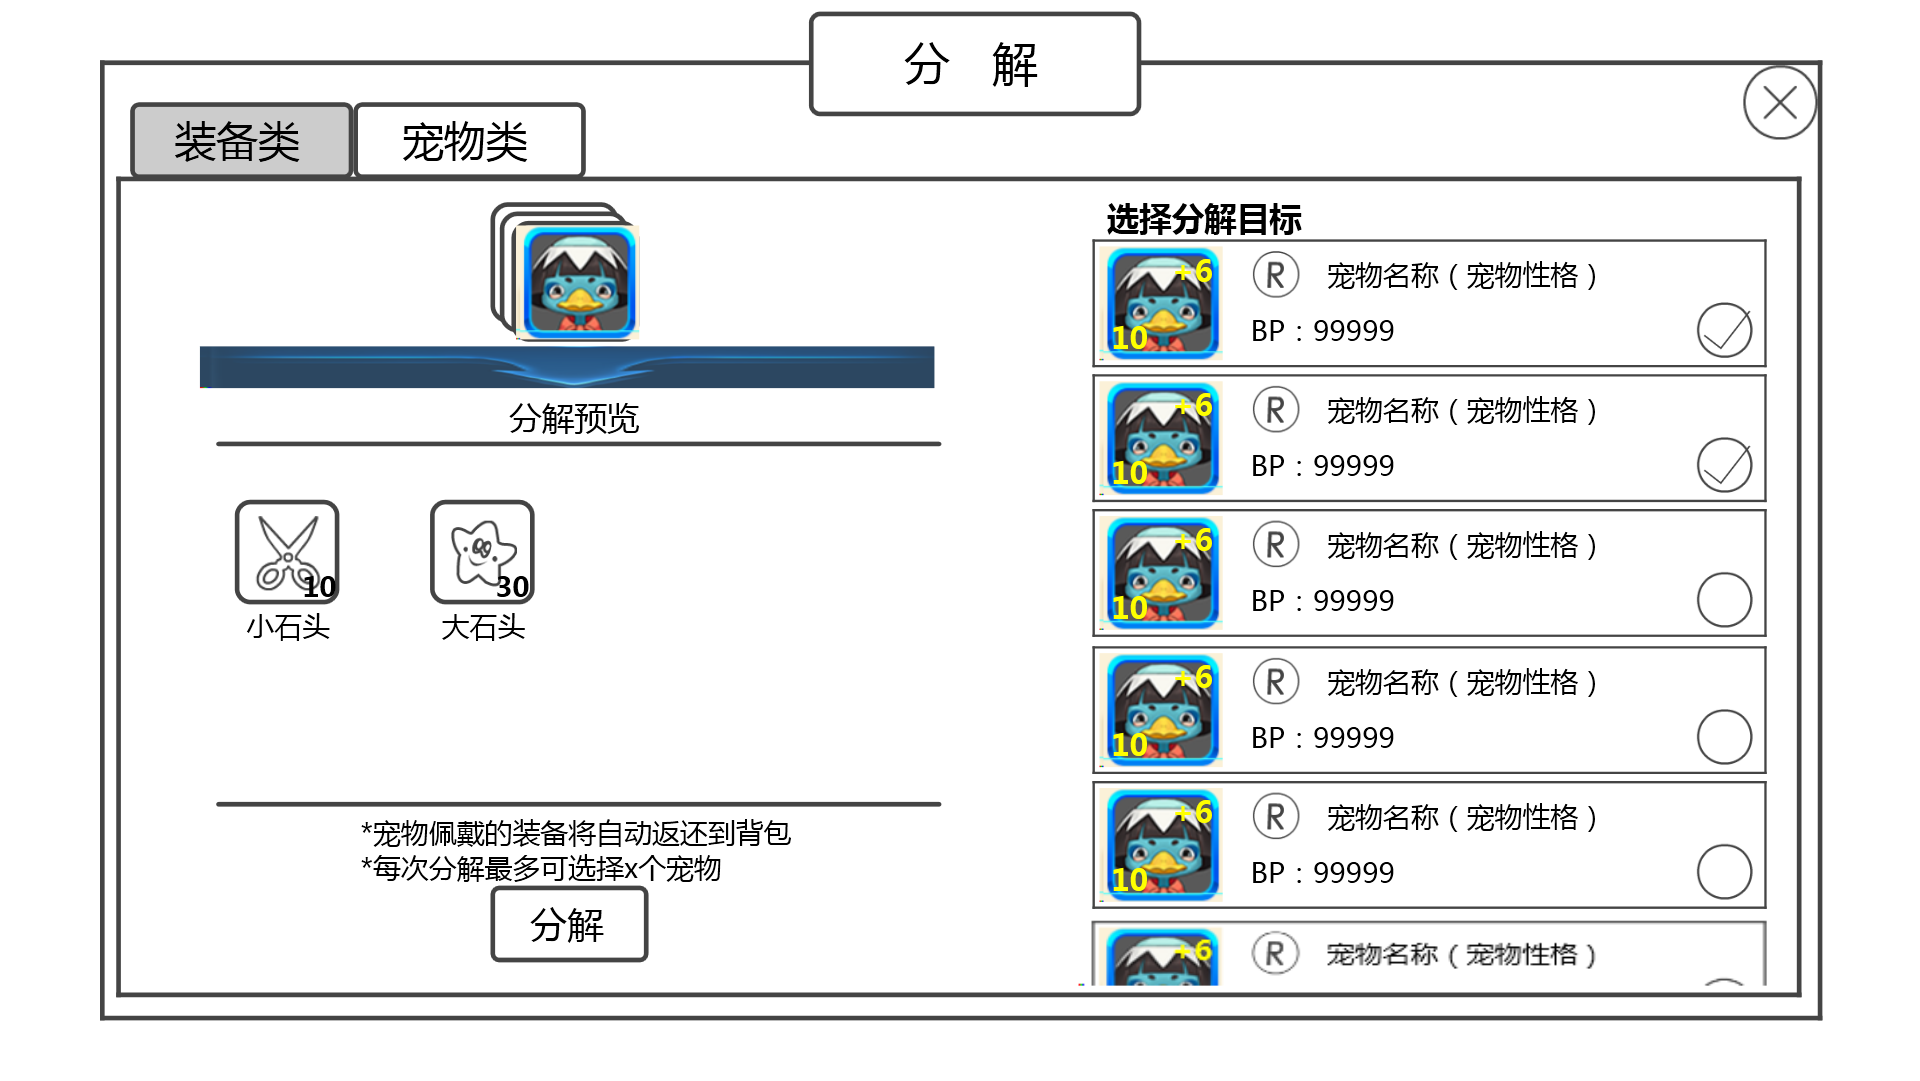 分 解
装备类
宠物类
分解预览
10
小石头
30
大石头
*宠物佩戴的装备将自动返还到背包
*每次分解最多可选择x个宠物
分解
选择分解目标
+6
10
R 宠物名称（宠物性格）
BP：99999
+6
10
R 宠物名称（宠物性格）
BP：99999
+6
10
R 宠物名称（宠物性格）
BP：99999
+6
10
R 宠物名称（宠物性格）
BP：99999
+6
10
R 宠物名称（宠物性格）
BP：99999
+6
R 宠物名称（宠物性格）